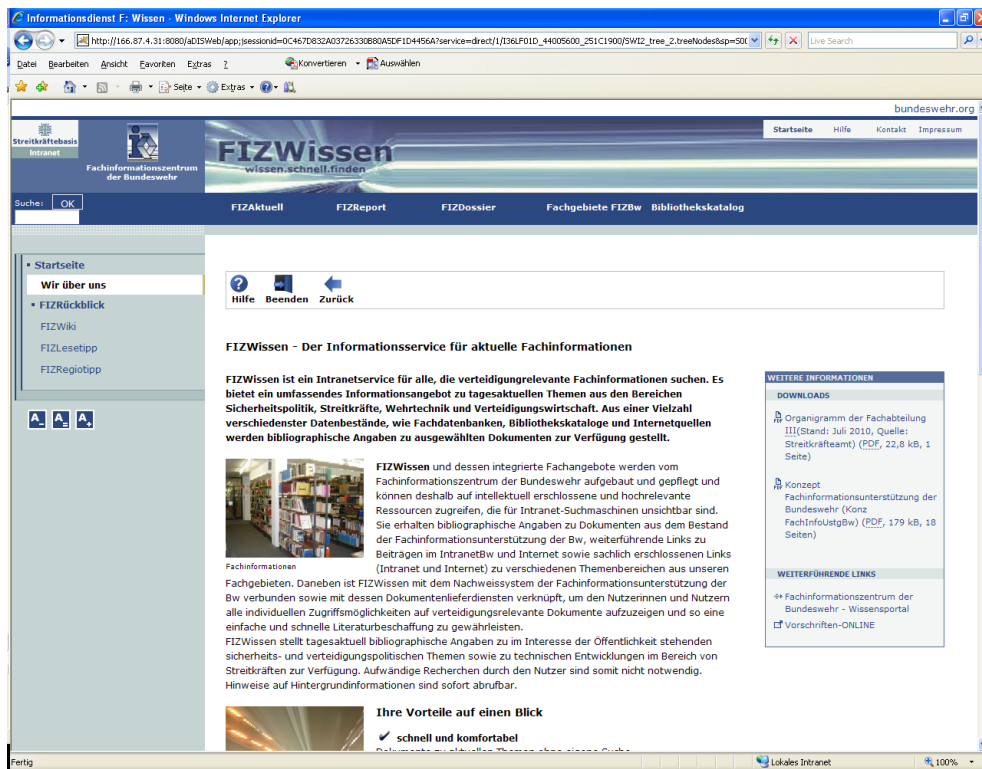 Informationsdienst F: Wissen - Windows Internet Explorer
http://166.87.4.31:8080/aDISWeb/app;jsessionid=0C467D832A03726330B80A5DF1D4456A?service=direct/1/I36LF01D_44005600_251C1900/SWI2_tree_2.treeNodes&sp=S00
Live Search
Datei Bearbeiten Ansicht Favoriten Extras ?
Konvertieren Auswählen
Seite Extras
bundeswehr.org
Streitkräftebasis
Intranet
Fachinformationszentrum
der Bundeswehr
FIZWissen
wissen.schnell.finden
Startseite Hilfe Kontakt Impressum
Suche: OK
FIZAktuell FIZReport FIZDossier Fachgebiete FIZBw Bibliothekskatalog
Startseite
Wir über uns
FIZRückblick
FIZWiki
FIZLesetipp
FIZRegiotipp
A- A= A+
Hilfe Beenden Zurück
FIZWissen - Der Informationsservice für aktuelle Fachinformationen
FIZWissen ist ein Intranetservice für alle, die verteidigungrelevante Fachinformationen suchen. Es
bietet ein umfassendes Informationsangebot zu tagesaktuellen Themen aus den Bereichen
Sicherheitspolitik, Streitkräfte, Wehrtechnik und Verteidigungswirtschaft. Aus einer Vielzahl
verschiedenster Datenbestände, wie Fachdatenbanken, Bibliothekskataloge und Internetquellen
werden bibliographische Angaben zu ausgewählten Dokumenten zur Verfügung gestellt.
FIZWissen und dessen integrierte Fachangebote werden vom
Fachinformationszentrum der Bundeswehr aufgebaut und gepflegt und
können deshalb auf intellektuell erschlossene und hochrelevante
Ressourcen zugreifen, die für Intranet-Suchmaschinen unsichtbar sind.
Sie erhalten bibliographische Angaben zu Dokumenten aus dem Bestand
der Fachinformationsunterstützung der Bw, weiterführende Links zu
Beiträgen im IntranetBw und Internet sowie sachlich erschlossenen Links
(Intranet und Internet) zu verschiedenen Themenbereichen aus unseren
Fachinformationen
Fachgebieten. Daneben ist FIZWissen mit dem Nachweissystem der Fachinformationsunterstützung der
Bw verbunden sowie mit dessen Dokumentenlieferdiensten verknüpft, um den Nutzerinnen und Nutzern
alle individuellen Zugriffsmöglichkeiten auf verteidigungsrelevante Dokumente aufzuzeigen und so eine
einfache und schnelle Literaturbeschaffung zu gewährleisten.
FIZWissen stellt tagesaktuell bibliographische Angaben zu im Interesse der Öffentlichkeit stehenden
sicherheits- und verteidigungspolitischen Themen sowie zu technischen Entwicklungen im Bereich von
Streitkräften zur Verfügung. Aufwändige Recherchen durch den Nutzer sind somit nicht notwendig.
Hinweise auf Hintergrundinformationen sind sofort abrufbar.
Ihre Vorteile auf einen Blick
schnell und komfortabel
Dokumente zu aktuellen Themen ohne eigene Suche
WEITERE INFORMATIONEN
DOWNLOADS
Organigramm der Fachabteilung
III(Stand: Juli 2010, Quelle:
Streitkräfteamt) (PDF, 22,8 kB, 1
Seite)
Konzept
Fachinformationsunterstützung der
Bundeswehr (Konz
FachInfoUstgBw) (PDF, 179 kB, 18
Seiten)
WEITERFÜHRENDE LINKS
Fachinformationszentrum der
Bundeswehr - Wissensportal
Vorschriften-ONLINE
Fertig
Lokales Intranet
100%